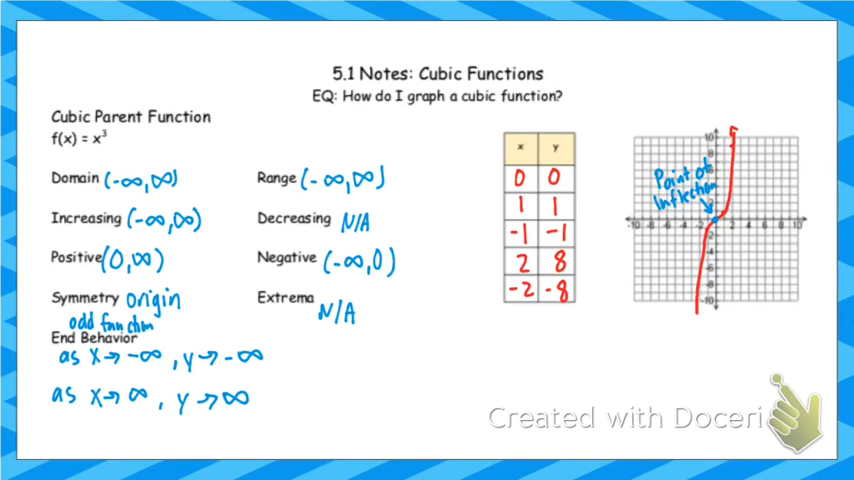 5.1 Notes: Cubic Functions
EQ: How do I graph a cubic function?
Cubic Parent Function
f(x) = x³
Domain (-∞,∞)
Range (-∞,∞)
Increasing (-∞,∞)
Decreasing N/A
Positive (0,∞)
Negative (-∞,0)
Symmetry origin
odd function
Extrema N/A
End Behavior
as x→-∞, y→-∞
as x→∞, y→∞
x y
0 0
1 1
-1 -1
2 8
-2 -8
Point of
inflection
10
8
-10 -8 -6 -4 -2 2 4 6 8 10
-2
-4
-6
-8
-10
Created with Doceri